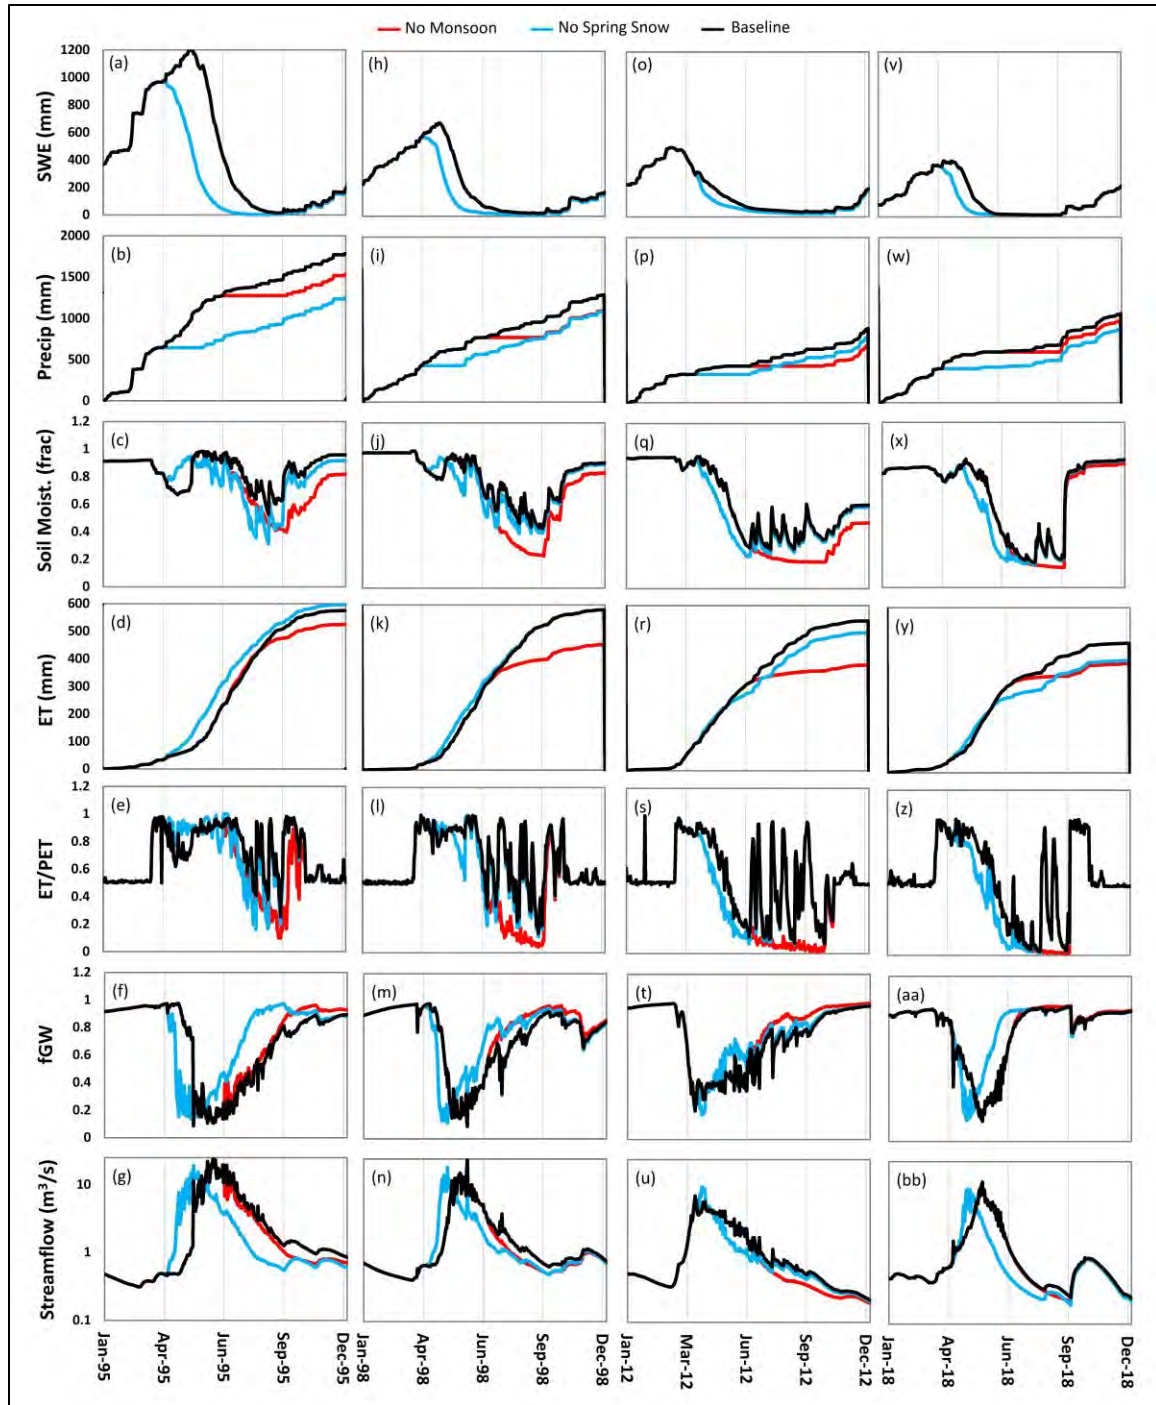 No Monsoon No Spring Snow Baseline
(a) (h) (o) (v)
SWE (mm)
1200
1000
800
600
400
200
0
(b) (i) (p) (w)
Precip (mm)
2000
1500
1000
500
0
(c) (j) (q) (x)
Soil Moist. (frac)
1.2
1
0.8
0.6
0.4
0.2
0
(d) (k) (r) (y)
ET (mm)
600
500
400
300
200
100
0
(e) (l) (s) (z)
ET/PET
1.2
1
0.8
0.6
0.4
0.2
0
(f) (m) (t) (aa)
fGW
1.2
1
0.8
0.6
0.4
0.2
0
(g) (n) (u) (bb)
Streamflow (m³/s)
10
1
0.1
Jan-95 Apr-95 Jun-95 Sep-95 Dec-95 Jan-98 Apr-98 Jun-98 Sep-98 Dec-98 Jan-12 Mar-12 Jun-12 Sep-12 Dec-12 Jan-18 Apr-18 Jun-18 Sep-18 Dec-18